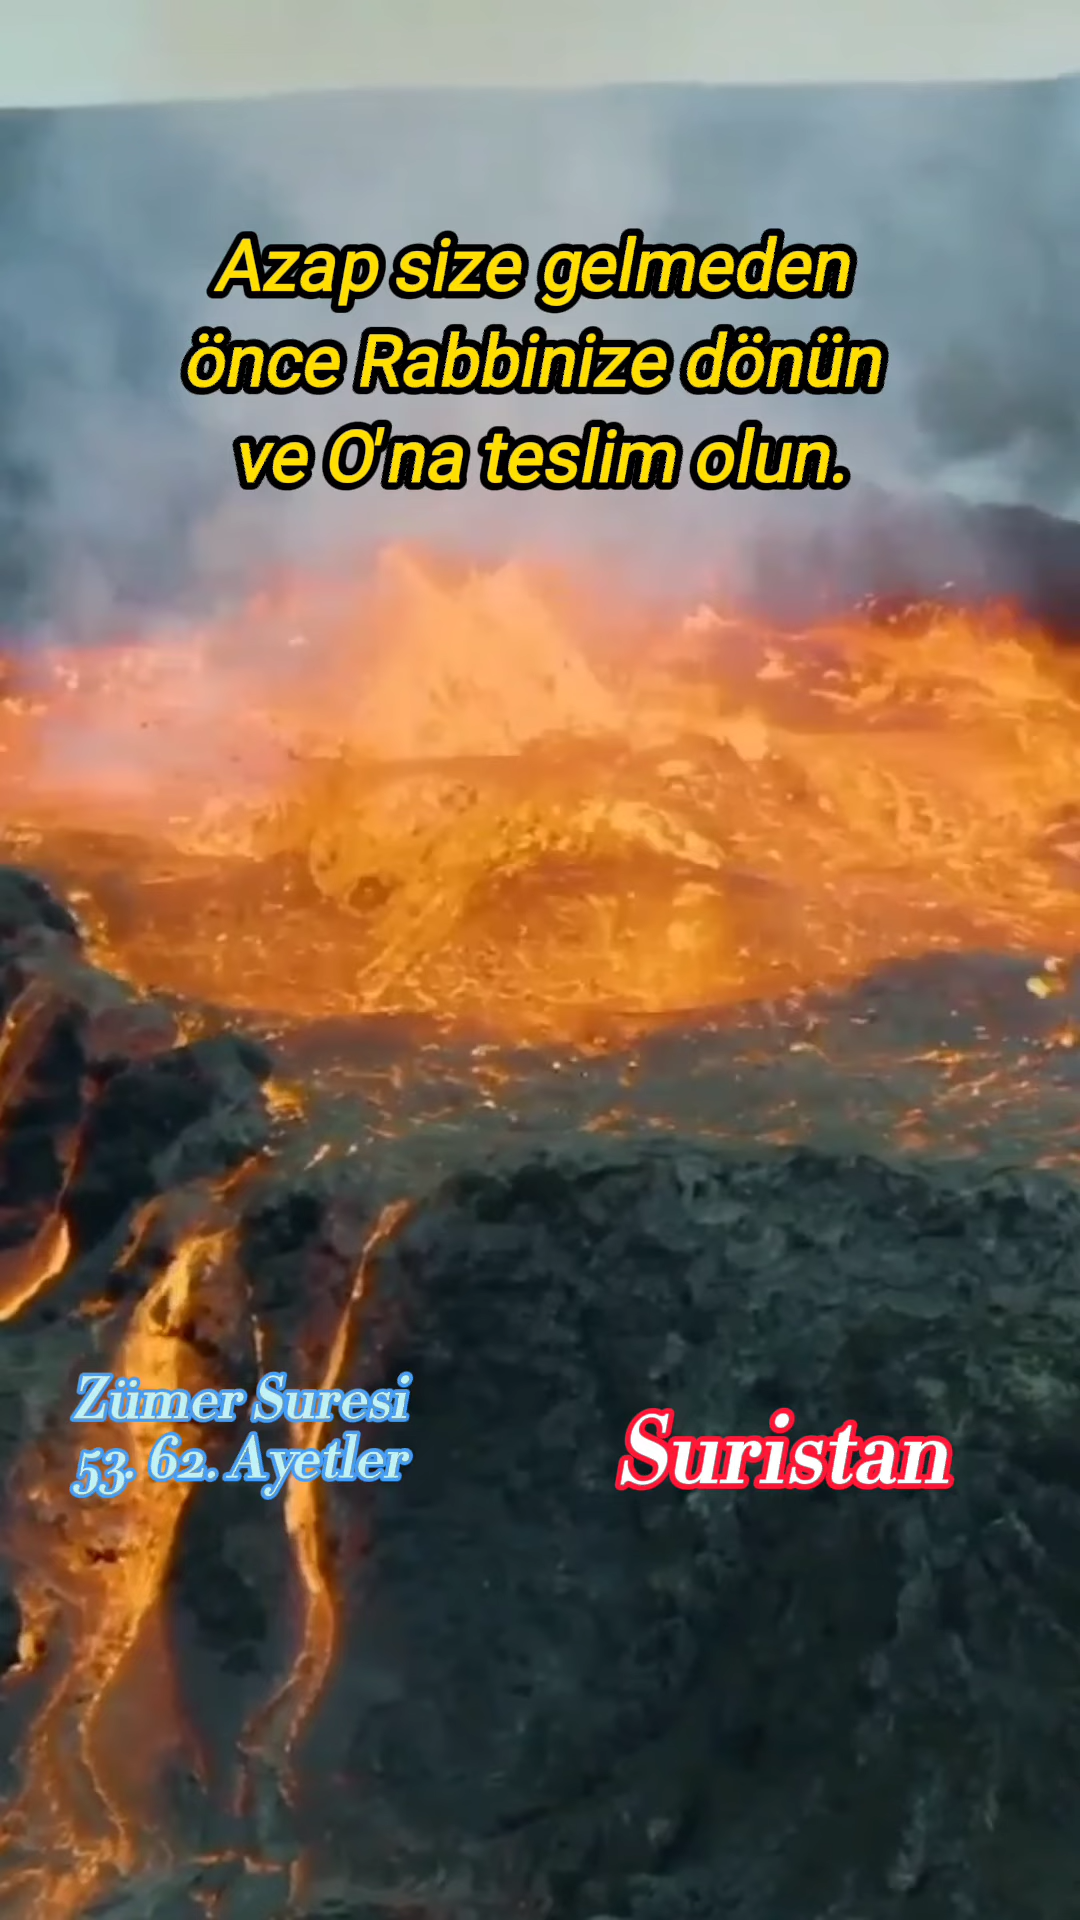 Azap size gelmeden
önce Rabbinize dönün
ve O'na teslim olun.
Zümer Suresi
53. 62. Ayetler
Suristan